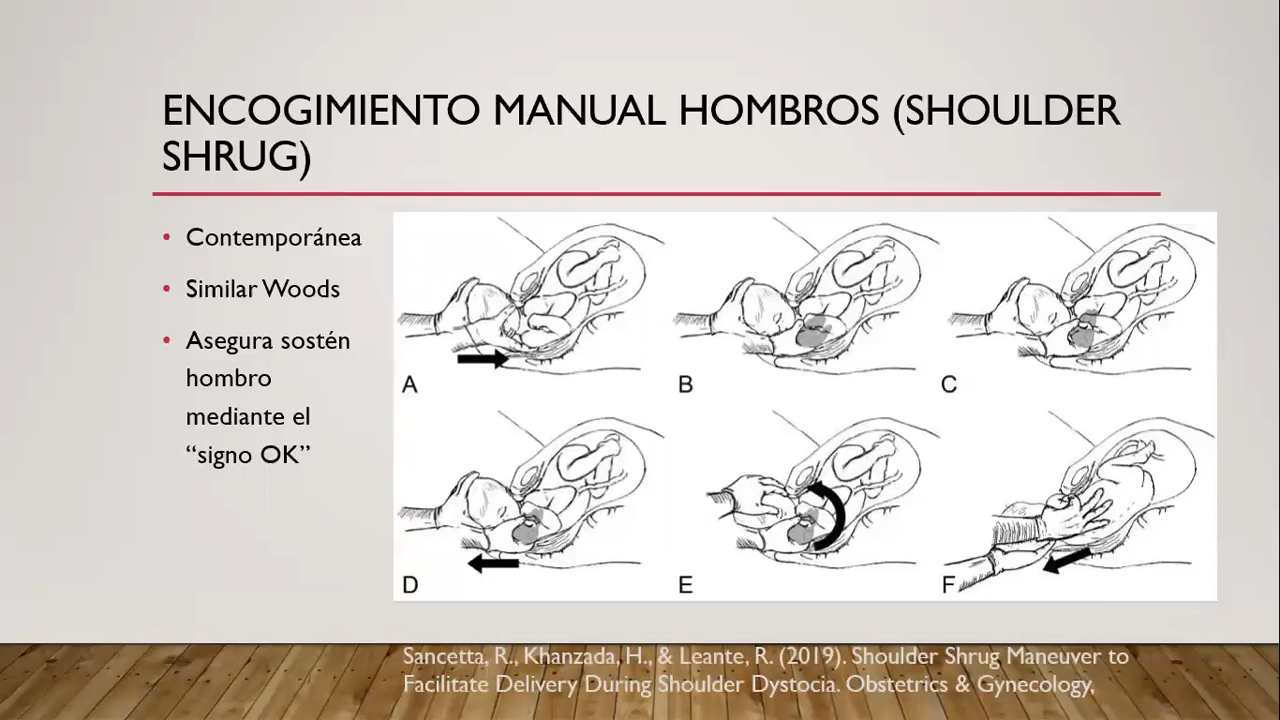 ENCOGIMIENTO MANUAL HOMBROS (SHOULDER
SHRUG)
• Contemporánea
• Similar Woods
• Asegura sostén
hombro
mediante el
“signo OK”
A
B
C
D
E
F
Sancetta, R., Khanzada, H., & Leante, R. (2019). Shoulder Shrug Maneuver to
Facilitate Delivery During Shoulder Dystocia. Obstetrics & Gynecology,